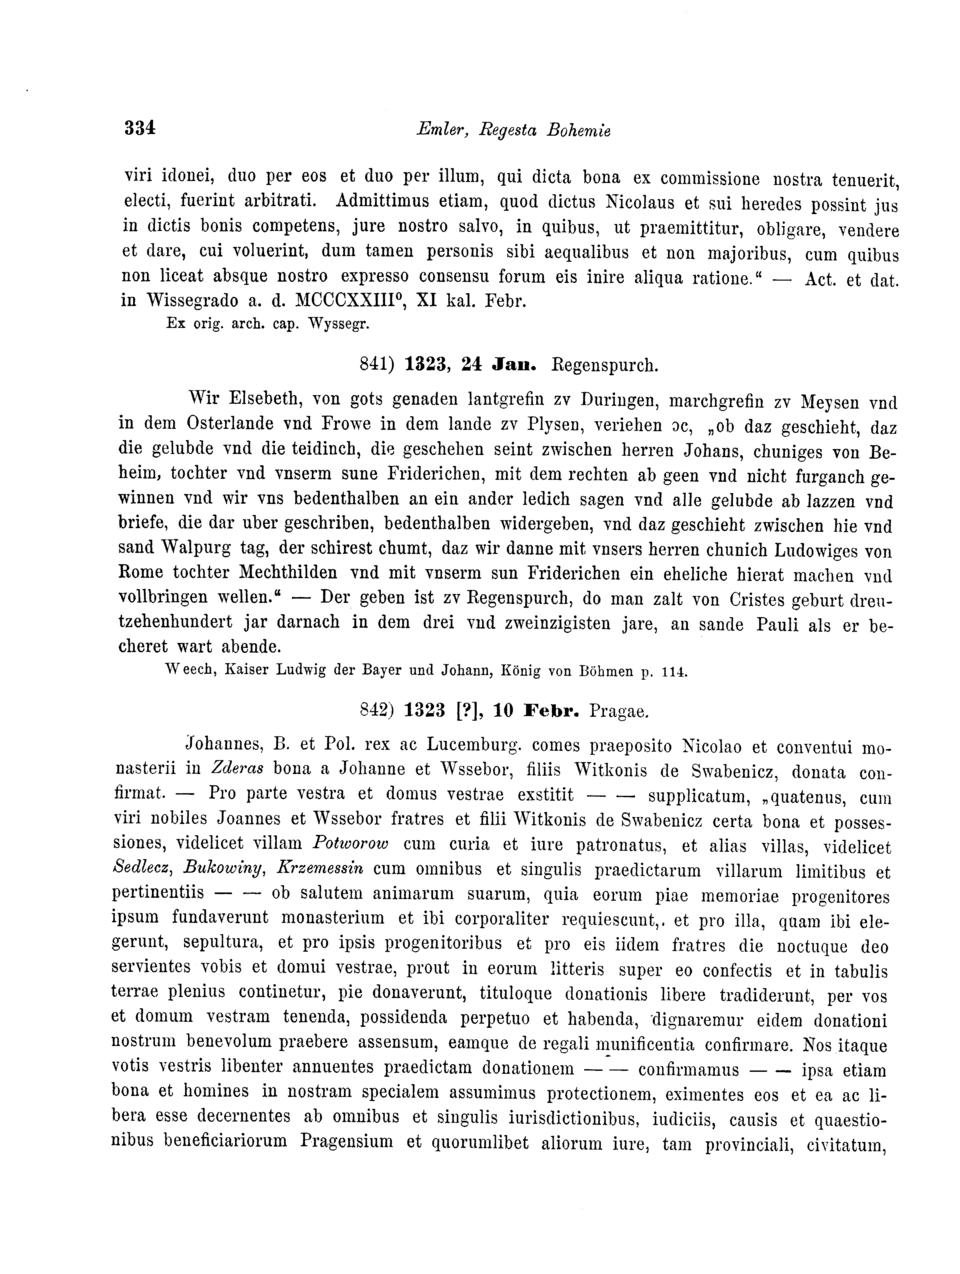 334 Emler, Regesta Bohemie
viri idonei, duo per eos et duo per illum, qui dicta bona ex commissione nostra tenuerit,
electi, fuerint arbitrati. Admittimus etiam, quod dictus Nicolaus et sui heredes possint jus
in dictis bonis competens, jure nostro salvo, in quibus, ut praemittitur, obligare, vendere
et dare, cui voluerint, dum tamen personis sibi aequalibus et non majoribus, cum quibus
non liceat absque nostro expresso consensu forum eis inire aliqua ratione.“ — Act. et dat.
in Wissegrado a. d. MCCCXXIII⁰, XI kal. Febr.
Ex orig. arch. cap. Wyssegr.
841) 1323, 24 Jan. Regenspurch.
Wir Elsebeth, von gots genaden lantgrefin zv Duringen, marchgrefin zv Meysen vnd
in dem Osterlande vnd Frowe in dem lande zv Plysen, veriehen ɔc, „ob daz geschieht, daz
die gelubde vnd die teidinch, die geschehen seint zwischen herren Johans, chuniges von Be-
heim, tochter vnd vnserm sune Friderichen, mit dem rechten ab geen vnd nicht furganch ge-
winnen vnd wir vns bedenthalben an ein ander ledich sagen vnd alle gelubde ab lazzen vnd
briefe, die dar uber geschriben, bedenthalben widergeben, vnd daz geschieht zwischen hie vnd
sand Walpurg tag, der schirest chumt, daz wir danne mit vnsers herren chunich Ludowiges von
Rome tochter Mechthilden vnd mit vnserm sun Friderichen ein eheliche hierat machen vnd
vollbringen wellen.“ — Der geben ist zv Regenspurch, do man zalt von Cristes geburt dreu-
tzehenhundert jar darnach in dem drei vnd zweinzigisten jare, an sande Pauli als er be-
cheret wart abende.
Weech, Kaiser Ludwig der Bayer und Johann, König von Böhmen p. 114.
842) 1323 [?], 10 Febr. Pragae.
Johannes, B. et Pol. rex ac Lucemburg. comes praeposito Nicolao et conventui mo-
nasterii in Zderas bona a Johanne et Wssebor, filiis Witkonis de Swabenicz, donata con-
firmat. — Pro parte vestra et domus vestrae exstitit — — supplicatum, „quatenus, cum
viri nobiles Joannes et Wssebor fratres et filii Witkonis de Swabenicz certa bona et posses-
siones, videlicet villam Potworow cum curia et iure patronatus, et alias villas, videlicet
Sedlecz, Bukowiny, Krzemessin cum omnibus et singulis praedictarum villarum limitibus et
pertinentiis — — ob salutem animarum suarum, quia eorum piae memoriae progenitores
ipsum fundaverunt monasterium et ibi corporaliter requiescunt,. et pro illa, quam ibi ele-
gerunt, sepultura, et pro ipsis progenitoribus et pro eis iidem fratres die noctuque deo
servientes vobis et domui vestrae, prout in eorum litteris super eo confectis et in tabulis
terrae plenius continetur, pie donaverunt, tituloque donationis libere tradiderunt, per vos
et domum vestram tenenda, possidenda perpetuo et habenda, dignaremur eidem donationi
nostrum benevolum praebere assensum, eamque de regali munificentia confirmare. Nos itaque
votis vestris libenter annuentes praedictam donationem — — confirmamus — — ipsa etiam
bona et homines in nostram specialem assumimus protectionem, eximentes eos et ea ac li-
bera esse decernentes ab omnibus et singulis iurisdictionibus, iudiciis, causis et quaestio-
nibus beneficiariorum Pragensium et quorumlibet aliorum iure, tam provinciali, civitatum,